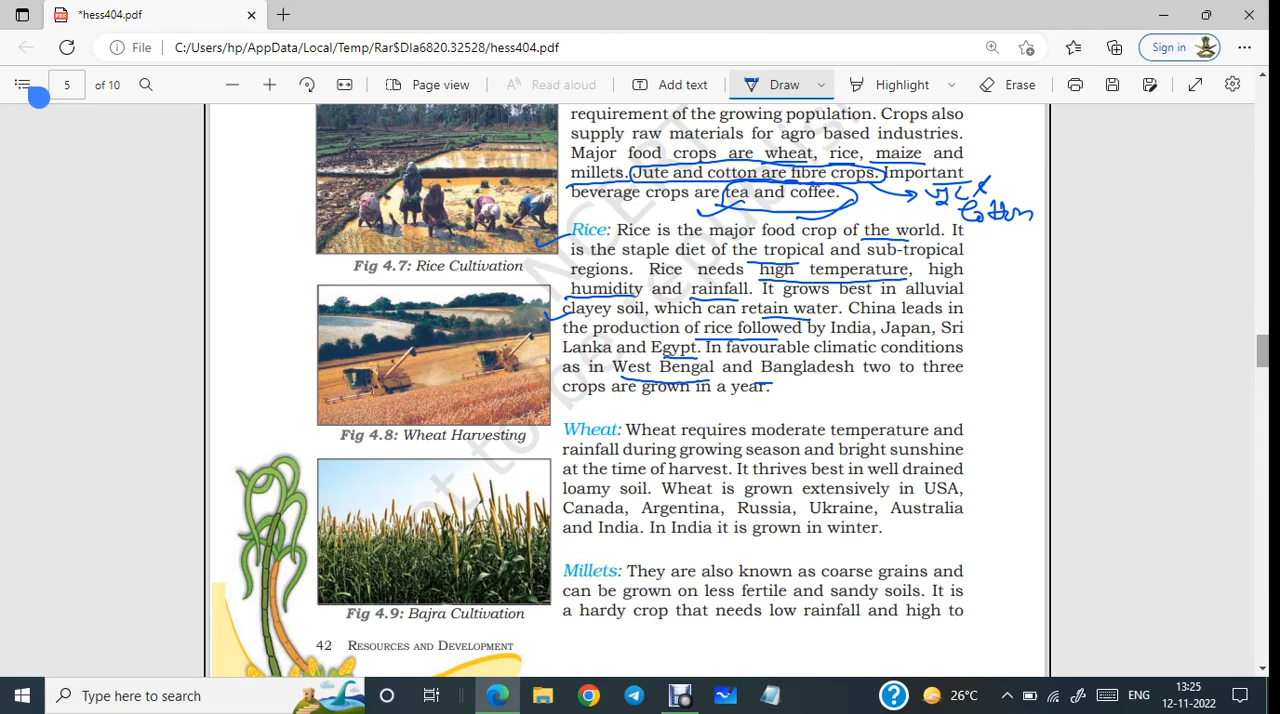 *hess404.pdf
File
C:/Users/hp/AppData/Local/Temp/Rar$DIa6820.32528/hess404.pdf
Sign in
5 of 10
Page view
Read aloud
Add text
Draw
Highlight
Erase
requirement of the growing population. Crops also
supply raw materials for agro based industries.
Major food crops are wheat, rice, maize and
millets. Jute and cotton are fibre crops. Important
beverage crops are tea and coffee.
Cotton
Rice: Rice is the major food crop of the world. It
is the staple diet of the tropical and sub-tropical
regions. Rice needs high temperature, high
humidity and rainfall. It grows best in alluvial
clayey soil, which can retain water. China leads in
the production of rice followed by India, Japan, Sri
Lanka and Egypt. In favourable climatic conditions
as in West Bengal and Bangladesh two to three
crops are grown in a year.
Fig 4.7: Rice Cultivation
Fig 4.8: Wheat Harvesting
Wheat: Wheat requires moderate temperature and
rainfall during growing season and bright sunshine
at the time of harvest. It thrives best in well drained
loamy soil. Wheat is grown extensively in USA,
Canada, Argentina, Russia, Ukraine, Australia
and India. In India it is grown in winter.
Millets: They are also known as coarse grains and
can be grown on less fertile and sandy soils. It is
a hardy crop that needs low rainfall and high to
Fig 4.9: Bajra Cultivation
42 RESOURCES AND DEVELOPMENT
Type here to search
26°C
ENG
13:25
12-11-2022